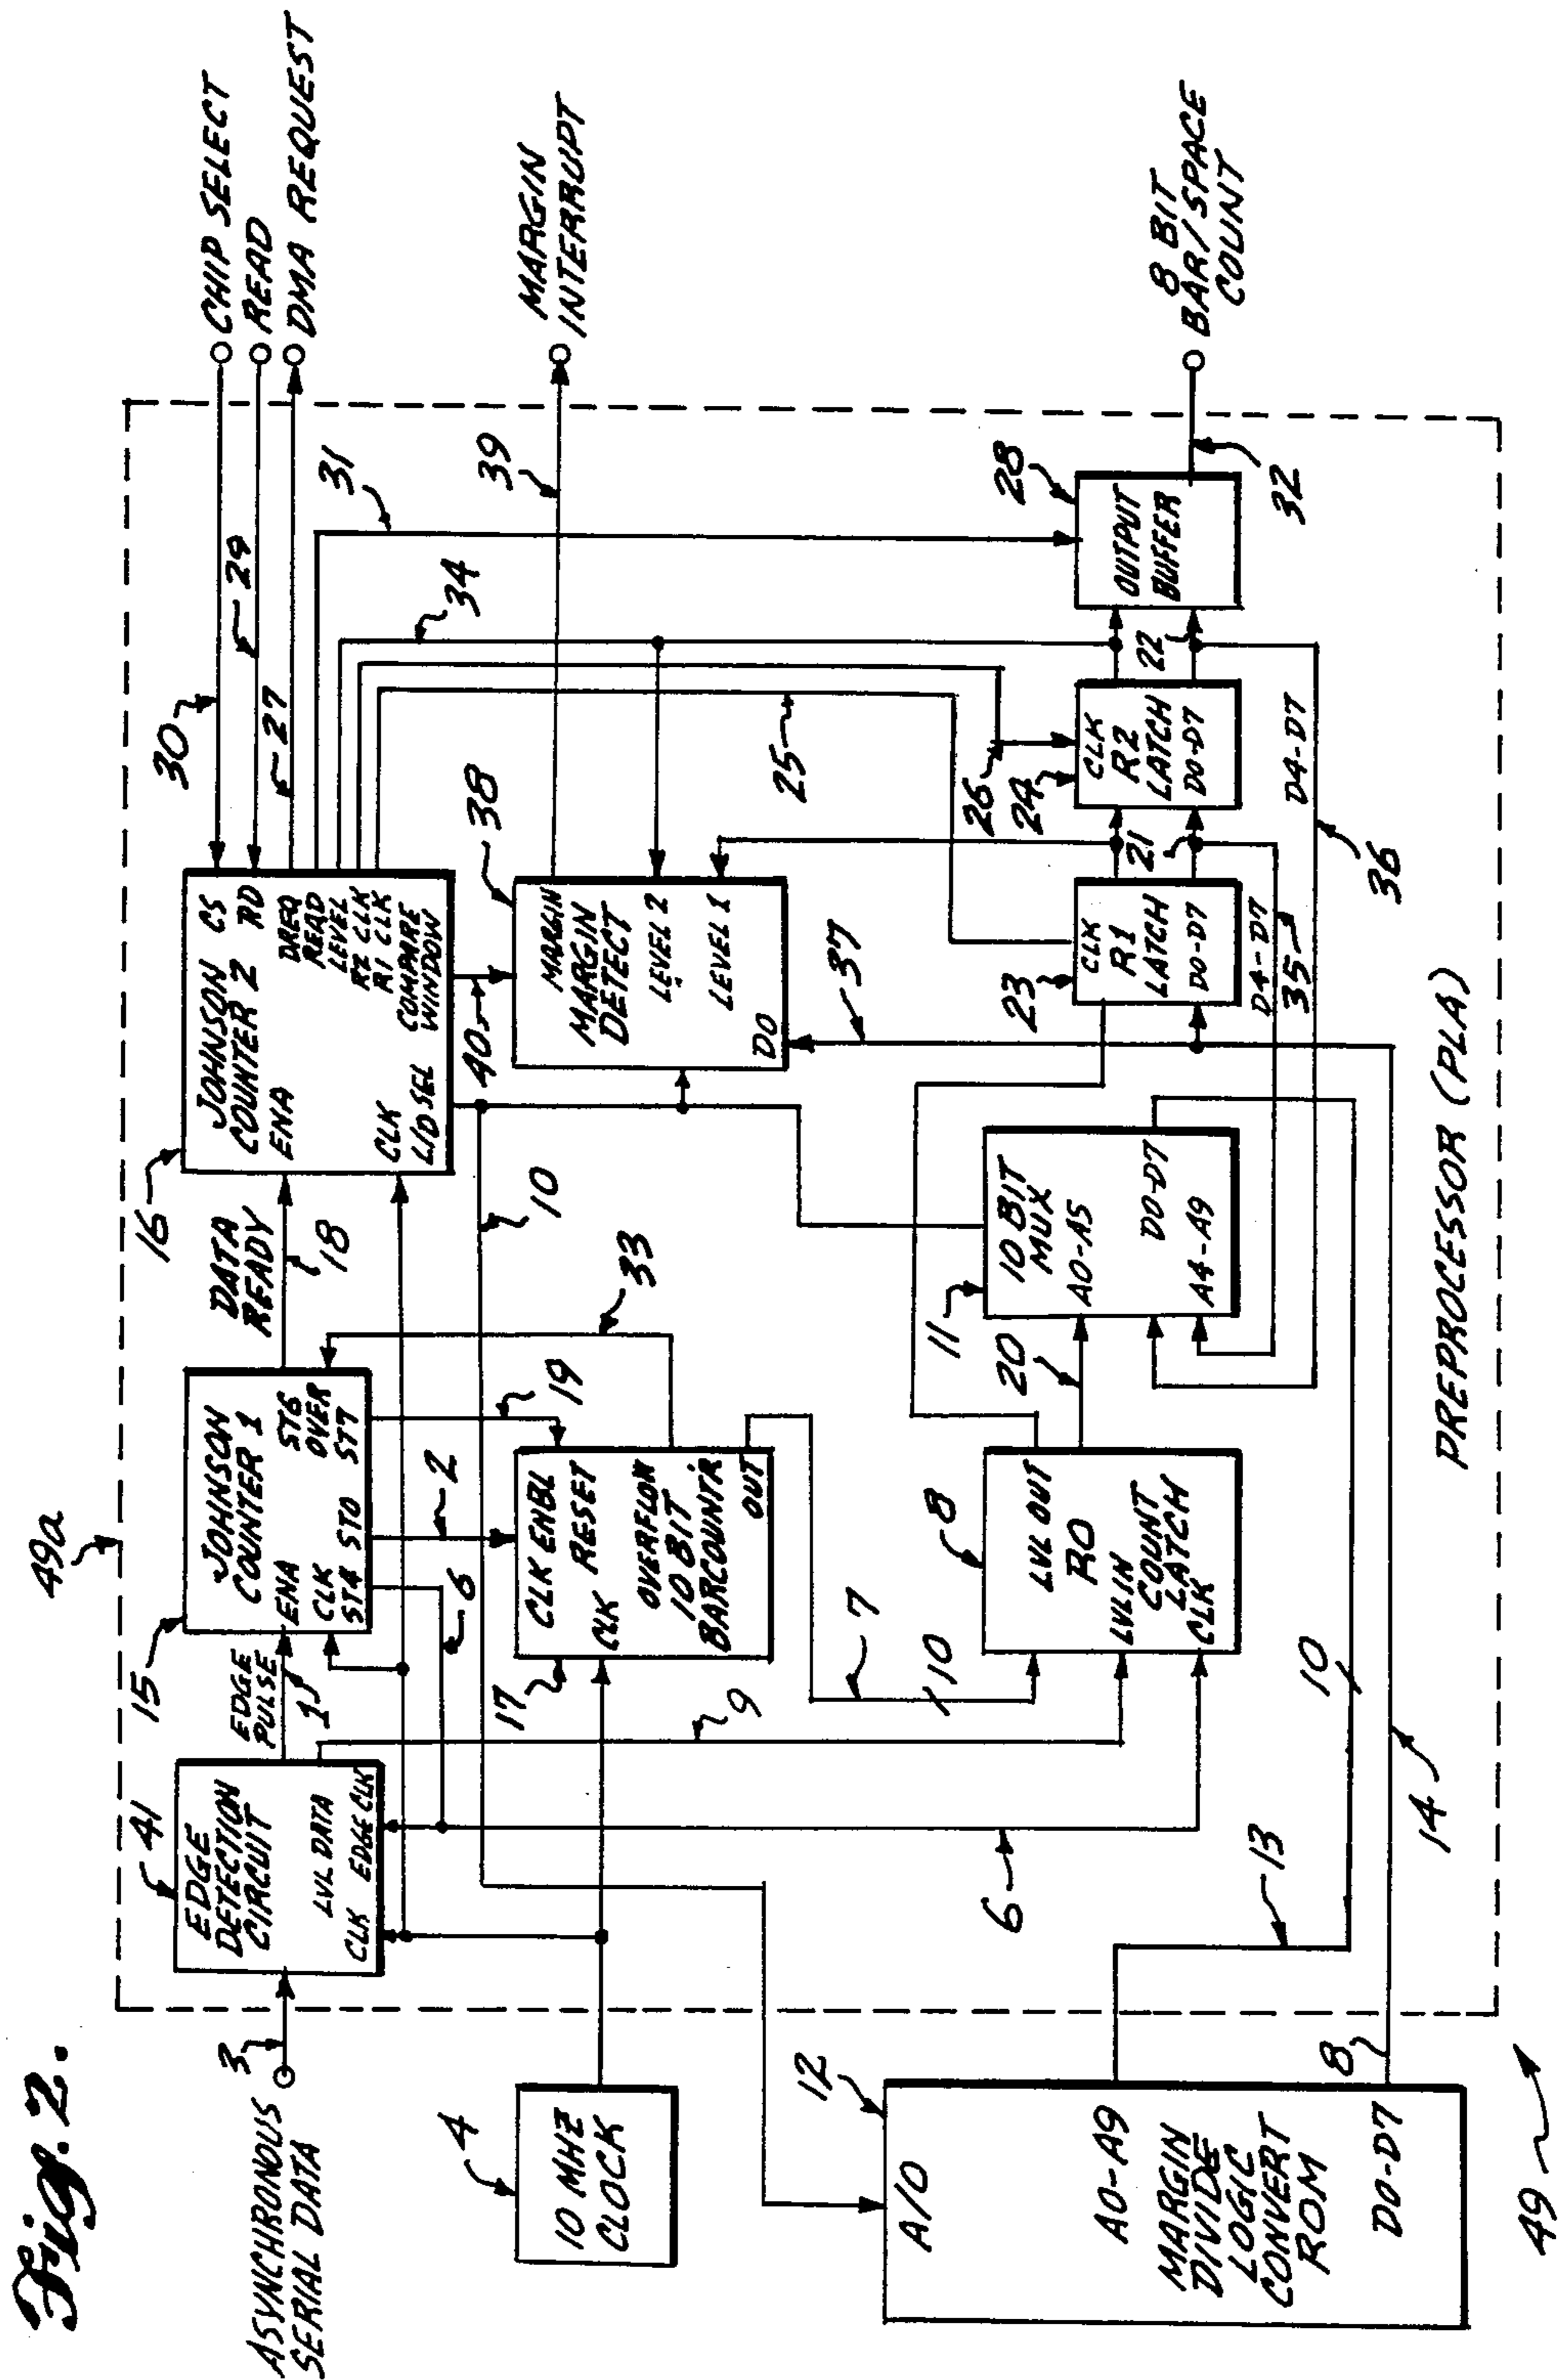 Fig. 2.
49a
ASYNCHRONOUS
SERIAL DATA
3
EDGE
DETECTION
CIRCUIT
LVL DATA
CLK EDGE CLK
41
EDGE
PULSE
1
15
JOHNSON
COUNTER 1
ENA
CLK
ST4 ST0
ST6
OVER
ST7
DATA
READY
18
16
JOHNSON
COUNTER 2
ENA
CLK
L/D SEL
CS
RD
DREQ
READ
LEVEL
R2 CLK
R1 CLK
COMPARE
WINDOW
30
29
27
CHIP SELECT
READ
DMA REQUEST
31
34
4
10 MHZ
CLOCK
17
CLK ENBL
RESET
CLK
OVERFLOW
10 BIT
BARCOUNTR.
OUT
6
2
19
33
10
40
38
MARGIN
MARGIN
DETECT
LEVEL 2
LEVEL 1
D0
39
MARGIN
INTERRUPT
7
10
9
25
26
37
12
A/O
A0-A9
MARGIN
DIVIDE
LOGIC
CONVERT
ROM
D0-D7
8
6
13
14
8
LVL OUT
R0
LVL IN
COUNT
LATCH
CLK
20
11
10 BIT
MUX
A0-A5
D0-D7
A4-A9
10
23
CLK
R1
LATCH
D0-D7
21
24
CLK
R2
LATCH
D0-D7
22
28
OUTPUT
BUFFER
32
8 BIT
BAR/SPACE
COUNT
D4-D7
35
D4-D7
36
PREPROCESSOR (PLA)
49